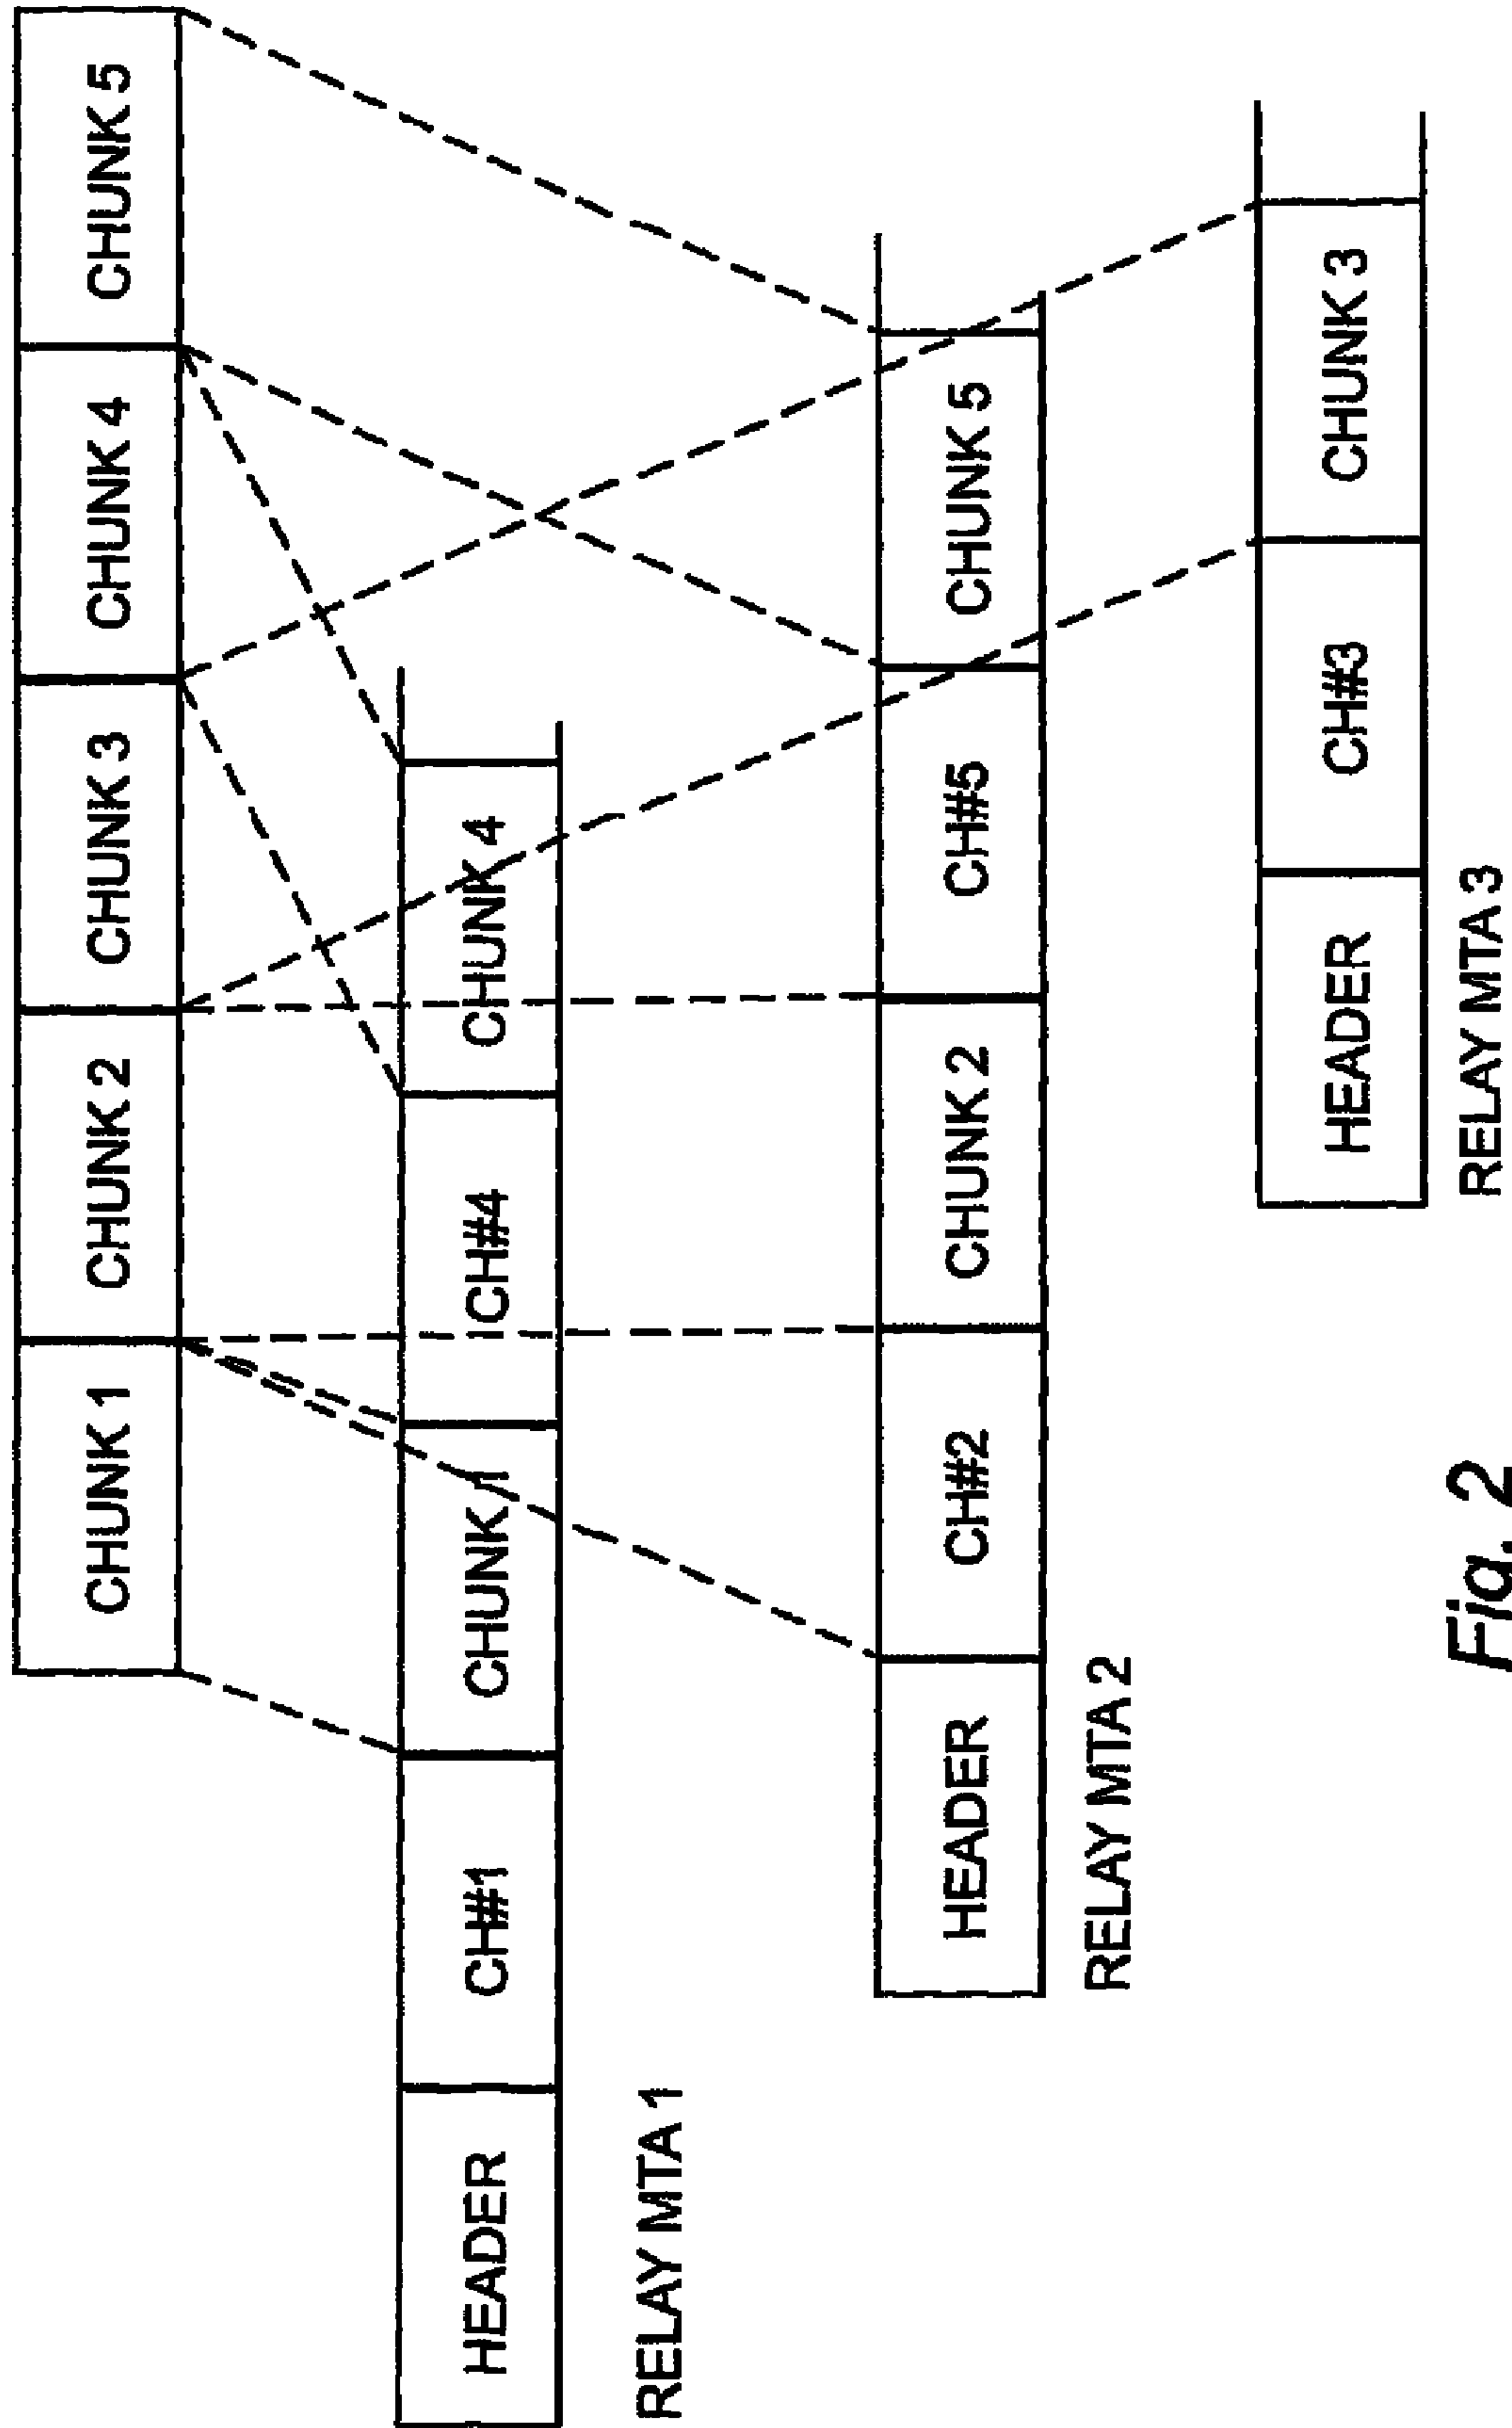 CHUNK 1 CHUNK 2 CHUNK 3 CHUNK 4 CHUNK 5
HEADER CH#1 CHUNK 1 CH#4 CHUNK 4
RELAY MTA 1
HEADER CH#2 CHUNK 2 CH#5 CHUNK 5
RELAY MTA 2
HEADER CH#3 CHUNK 3
RELAY MTA 3
Fig. 2